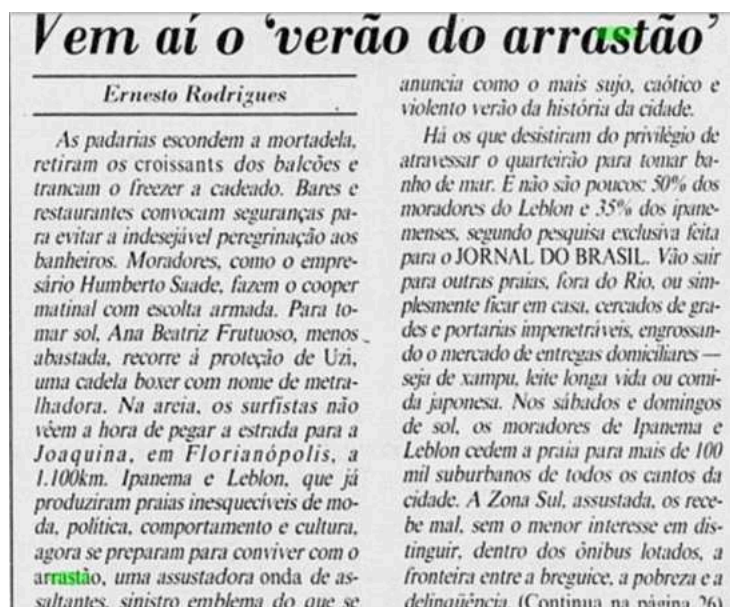 Vem aí o 'verão do arrastão'
Ernesto Rodrigues
As padarias escondem a mortadela,
retiram os croissants dos balcões e
trancam o freezer a cadeado. Bares e
restaurantes convocam seguranças pa-
ra evitar a indesejável peregrinação aos
banheiros. Moradores, como o empre-
sário Humberto Saade, fazem o cooper
matinal com escolta armada. Para to-
mar sol, Ana Beatriz Frutuoso, menos
abastada, recorre à proteção de Uzi,
uma cadela boxer com nome de metra-
lhadora. Na areia, os surfistas não
vêem a hora de pegar a estrada para a
Joaquina, em Florianópolis, a
1.100km. Ipanema e Leblon, que já
produziram praias inesquecíveis de mo-
da, política, comportamento e cultura,
agora se preparam para conviver com o
arrastão, uma assustadora onda de as-
saltantes, sinistro emblema do que se
anuncia como o mais sujo, caótico e
violento verão da história da cidade.
Há os que desistiram do privilégio de
atravessar o quarteirão para tomar ba-
nho de mar. E não são poucos: 50% dos
moradores do Leblon e 35% dos ipane-
menses, segundo pesquisa exclusiva feita
para o JORNAL DO BRASIL. Vão sair
para outras praias, fora do Rio, ou sim-
plesmente ficar em casa, cercados de gra-
des e portarias impenetráveis, engrossan-
do o mercado de entregas domiciliares —
seja de xampu, leite longa vida ou comi-
da japonesa. Nos sábados e domingos
de sol, os moradores de Ipanema e
Leblon cedem a praia para mais de 100
mil suburbanos de todos os cantos da
cidade. A Zona Sul, assustada, os rece-
be mal, sem o menor interesse em dis-
tinguir, dentro dos ônibus lotados, a
fronteira entre a breguice, a pobreza e a
delinqüência. (Continua na página 26)